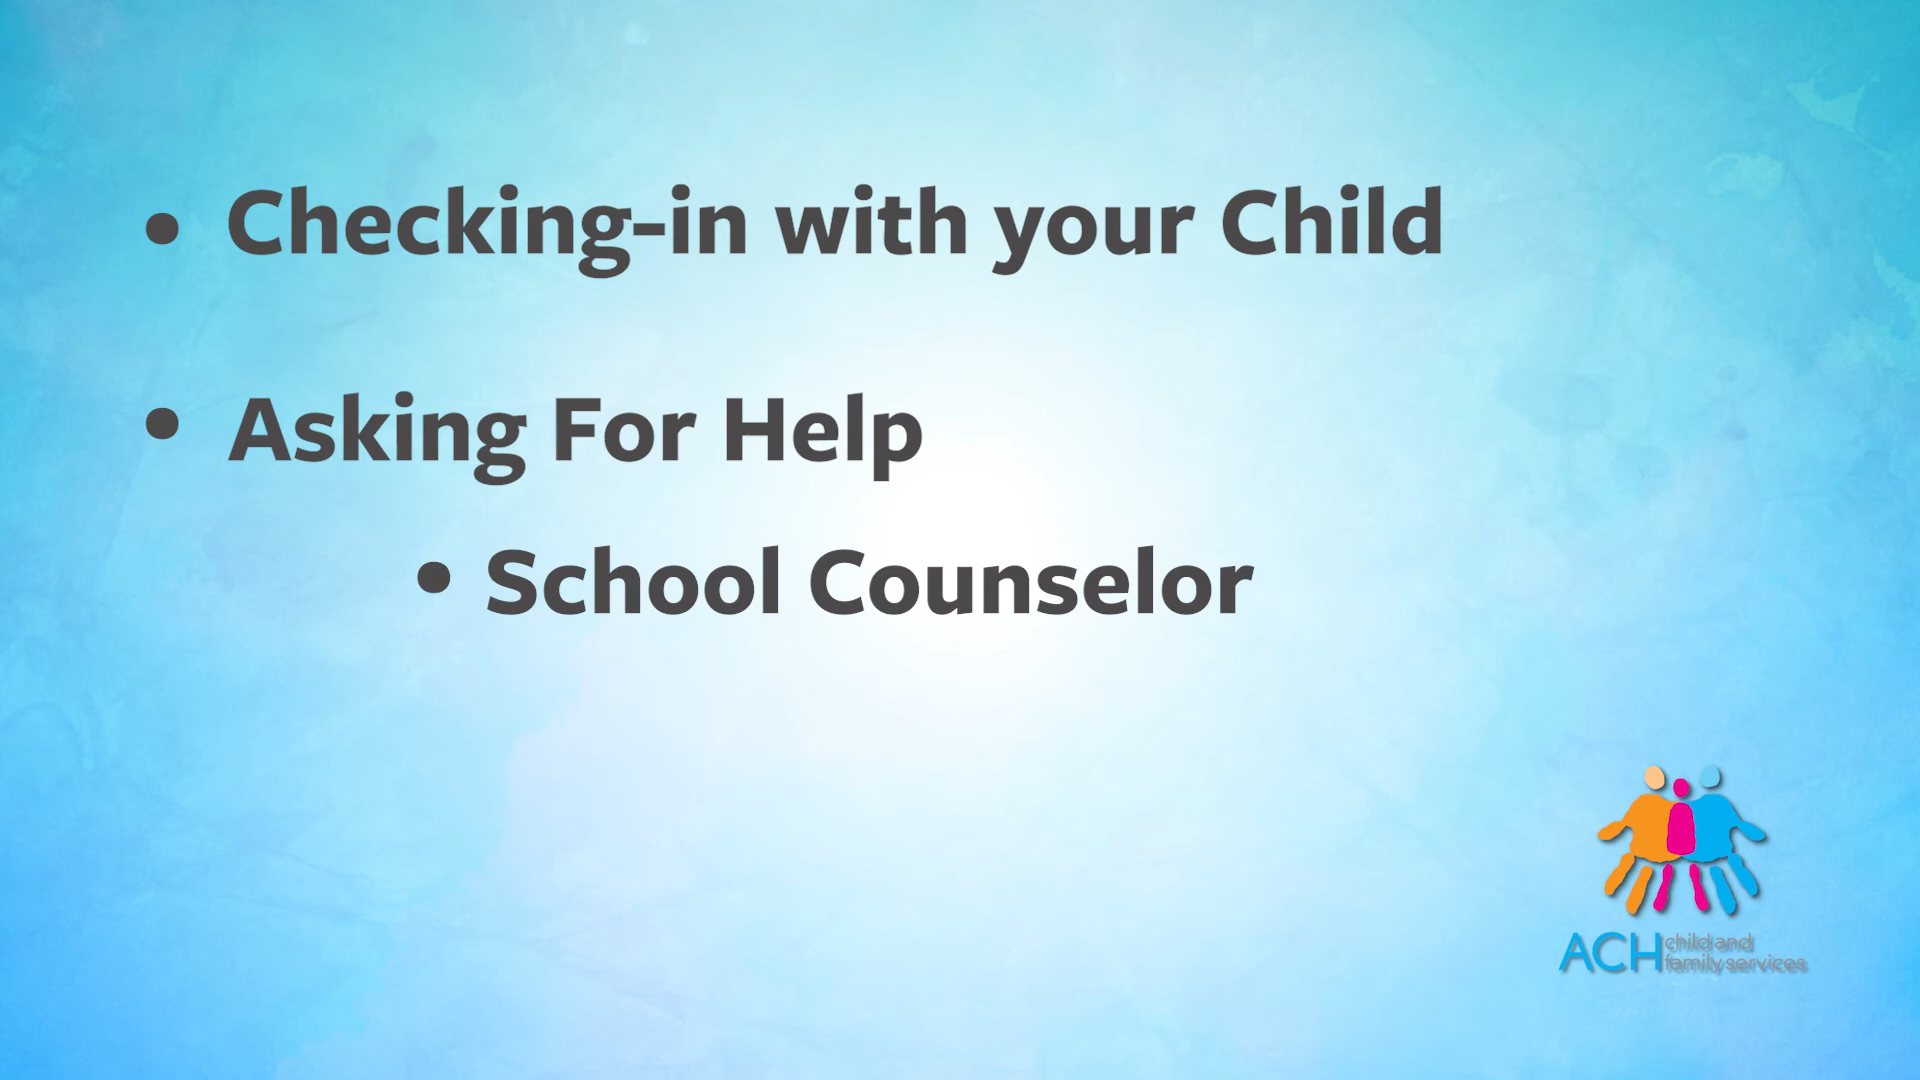 • Checking-in with your Child
• Asking For Help
• School Counselor
ACH child and
family services